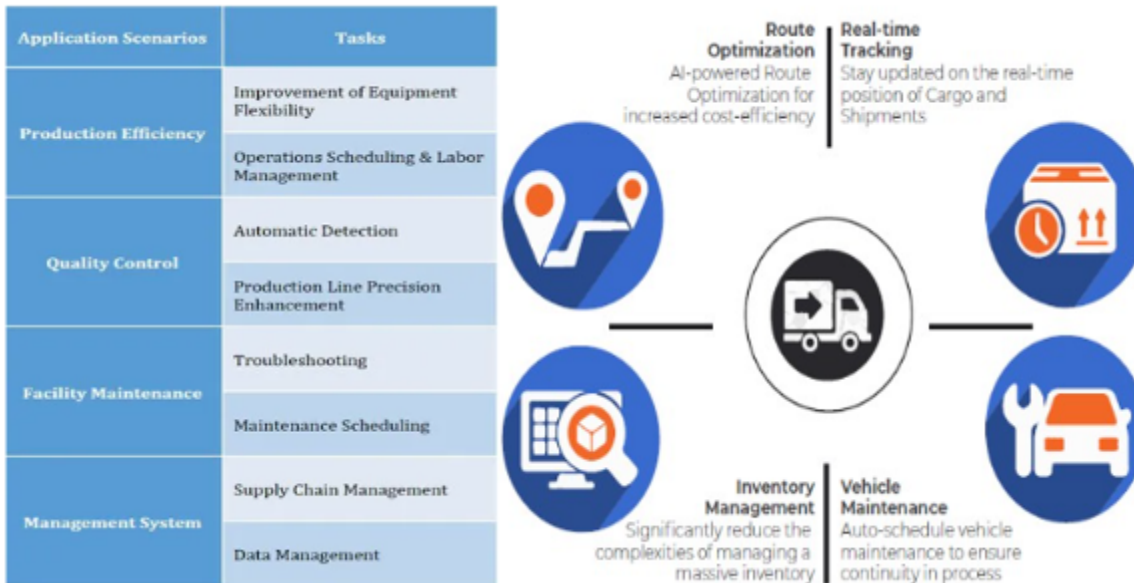 Application Scenarios
Tasks
Production Efficiency
Improvement of Equipment
Flexibility
Operations Scheduling & Labor
Management
Quality Control
Automatic Detection
Production Line Precision
Enhancement
Facility Maintenance
Troubleshooting
Maintenance Scheduling
Management System
Supply Chain Management
Data Management
Route
Optimization
AI-powered Route
Optimization for
increased cost-efficiency
Real-time
Tracking
Stay updated on the real-time
position of Cargo and
Shipments
Inventory
Management
Significantly reduce the
complexities of managing a
massive inventory
Vehicle
Maintenance
Auto-schedule vehicle
maintenance to ensure
continuity in process